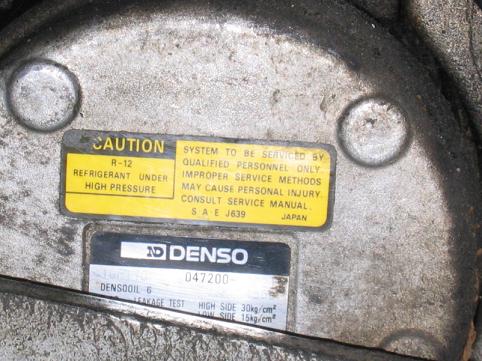 CAUTION
R-12
REFRIGERANT UNDER
HIGH PRESSURE
SYSTEM TO BE SERVICED BY
QUALIFIED PERSONNEL ONLY.
IMPROPER SERVICE METHODS
MAY CAUSE PERSONAL INJURY.
CONSULT SERVICE MANUAL.
S.A.E J639 JAPAN
ND DENSO
047200-
DENSOOIL 6
LEAKAGE TEST HIGH SIDE 30kg/cm²
LOW SIDE 15kg/cm²